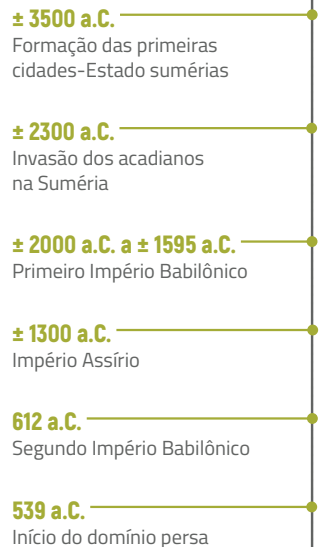 ± 3500 a.C.
Formação das primeiras
cidades-Estado sumérias
± 2300 a.C.
Invasão dos acadianos
na Suméria
± 2000 a.C. a ± 1595 a.C.
Primeiro Império Babilônico
± 1300 a.C.
Império Assírio
612 a.C.
Segundo Império Babilônico
539 a.C.
Início do domínio persa